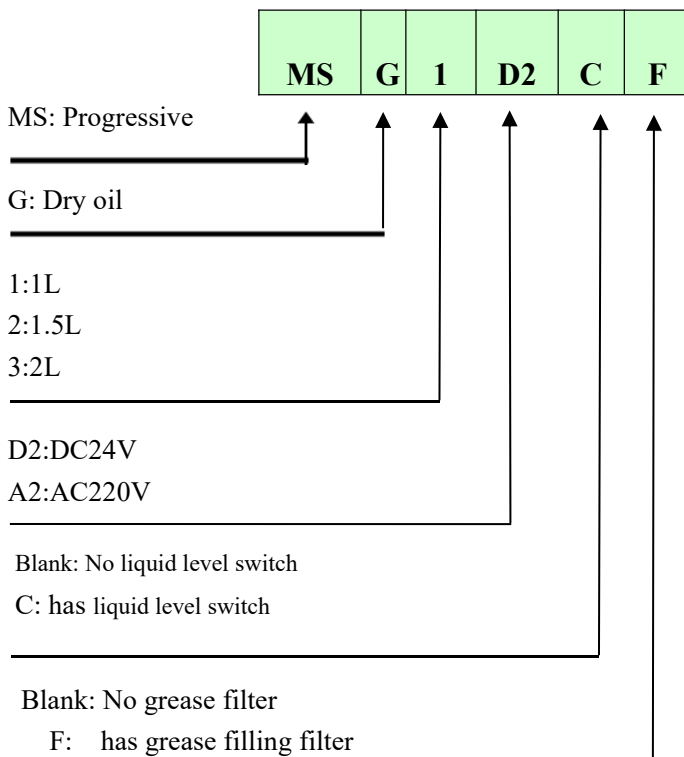 MS G 1 D2 C F
MS: Progressive
G: Dry oil
1:1L
2:1.5L
3:2L
D2:DC24V
A2:AC220V
Blank: No liquid level switch
C: has liquid level switch
Blank: No grease filter
F: has grease filling filter